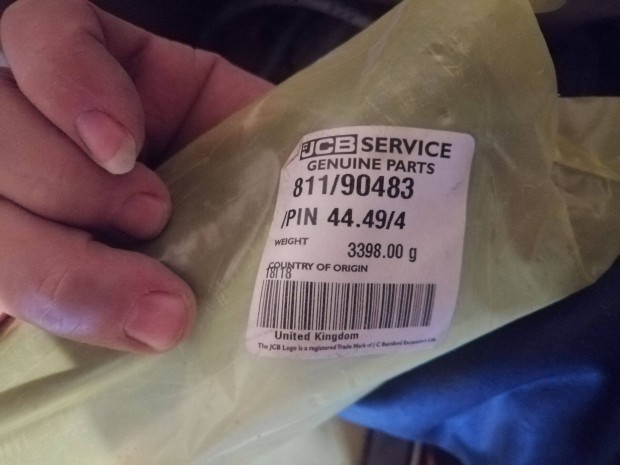 JCB SERVICE
GENUINE PARTS
811/90483
/PIN 44.49/4
WEIGHT 3398.00 g
COUNTRY OF ORIGIN
18118
United Kingdom
The JCB Logo is a registered Trade Mark of J C Bamford Excavators Ltd.